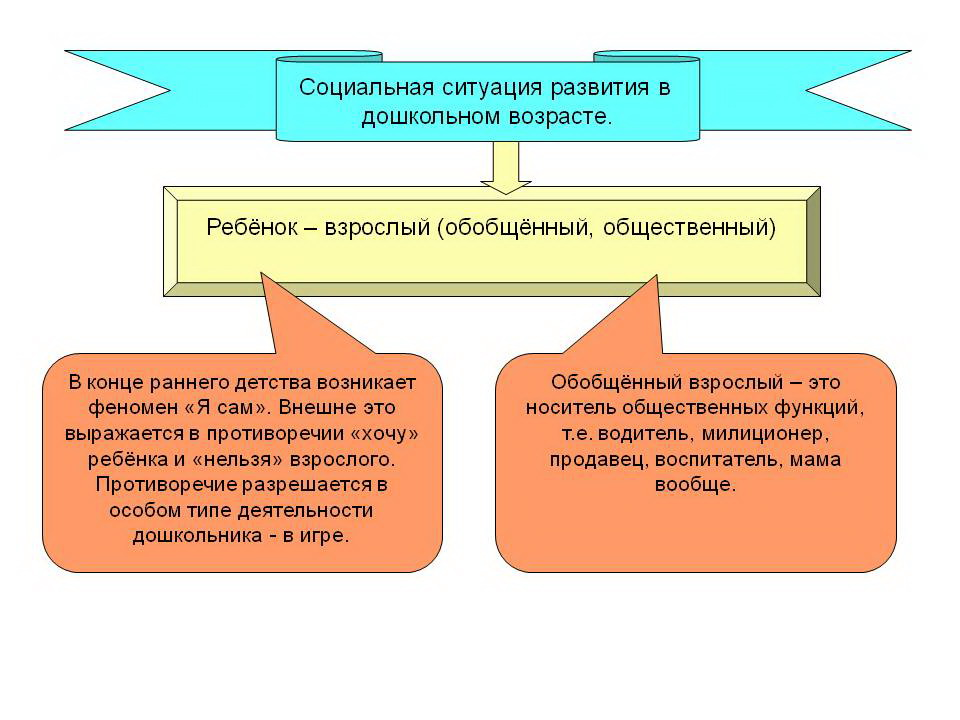 Социальная ситуация развития в
дошкольном возрасте.
Ребёнок – взрослый (обобщённый, общественный)
В конце раннего детства возникает
феномен «Я сам». Внешне это
выражается в противоречии «хочу»
ребёнка и «нельзя» взрослого.
Противоречие разрешается в
особом типе деятельности
дошкольника - в игре.
Обобщённый взрослый – это
носитель общественных функций,
т.е. водитель, милиционер,
продавец, воспитатель, мама
вообще.